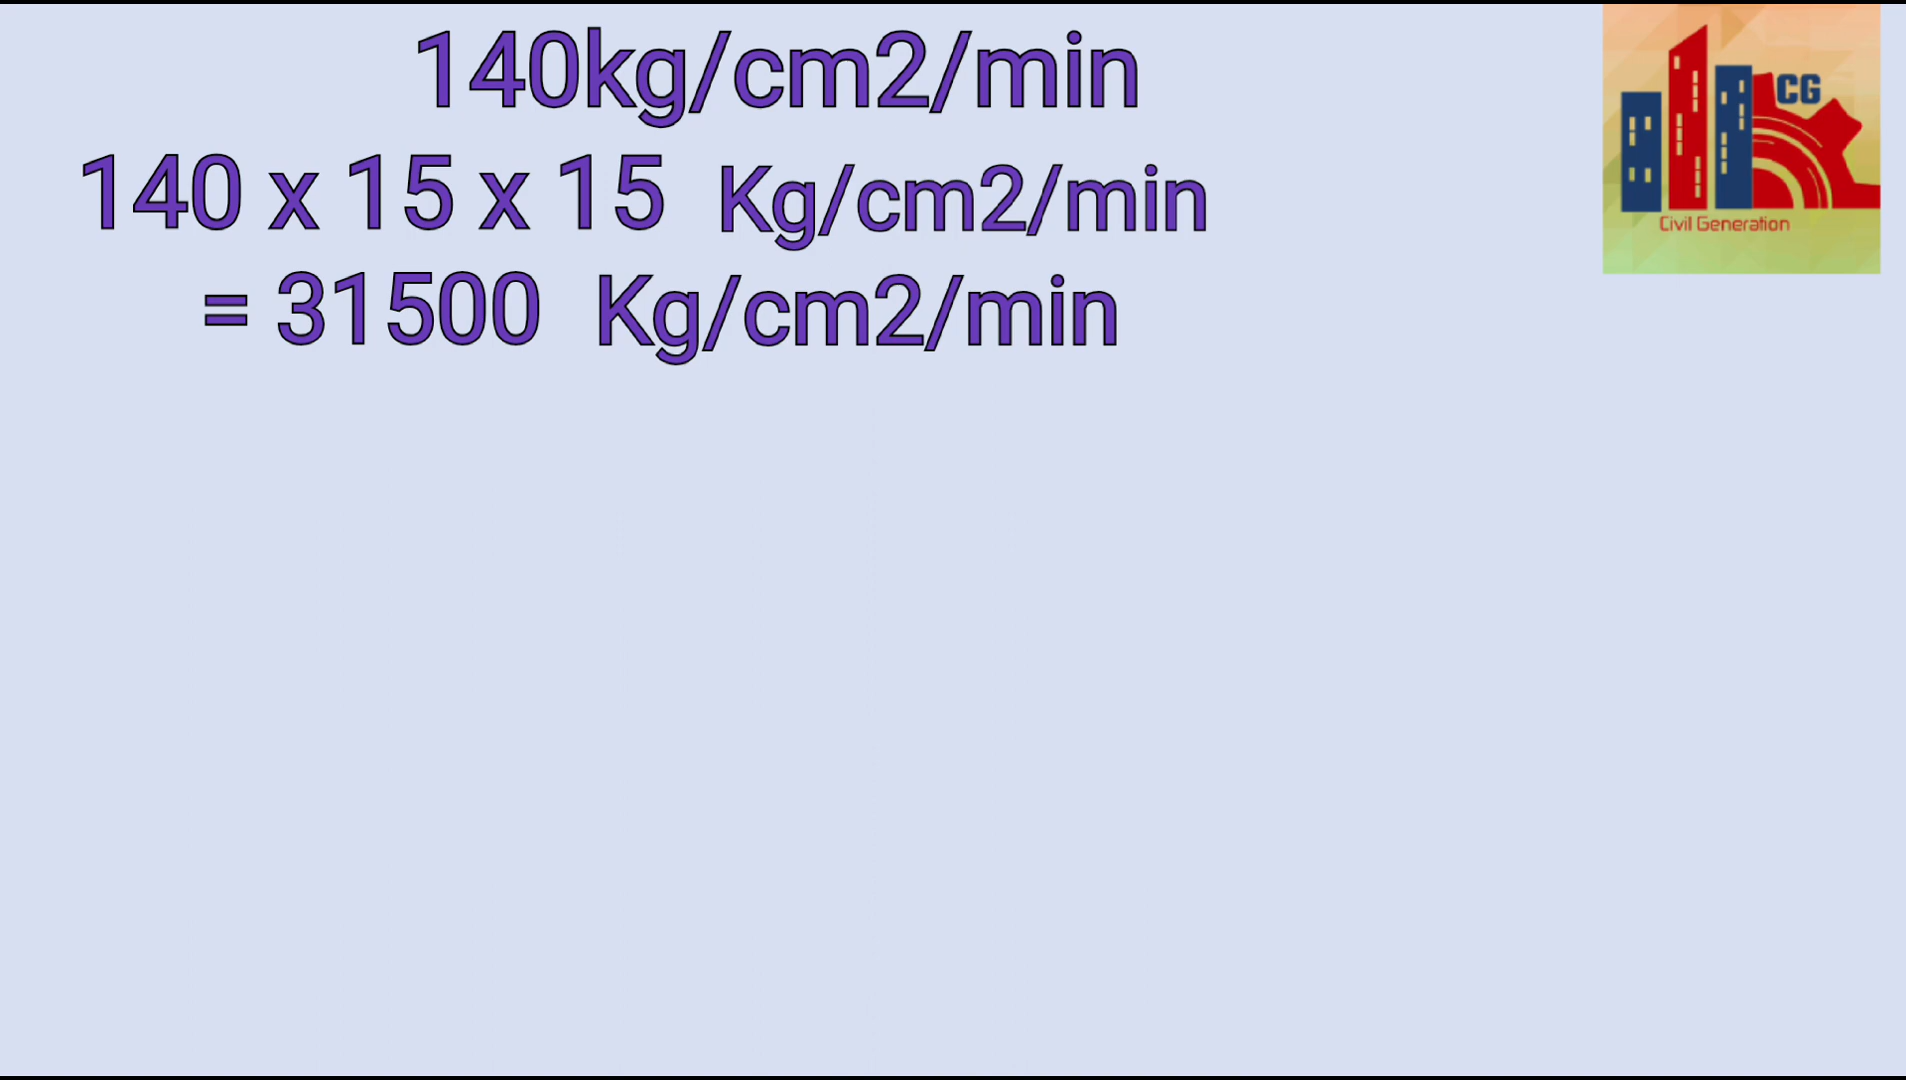 140kg/cm2/min
140 x 15 x 15 Kg/cm2/min
= 31500 Kg/cm2/min
CG
Civil Generation